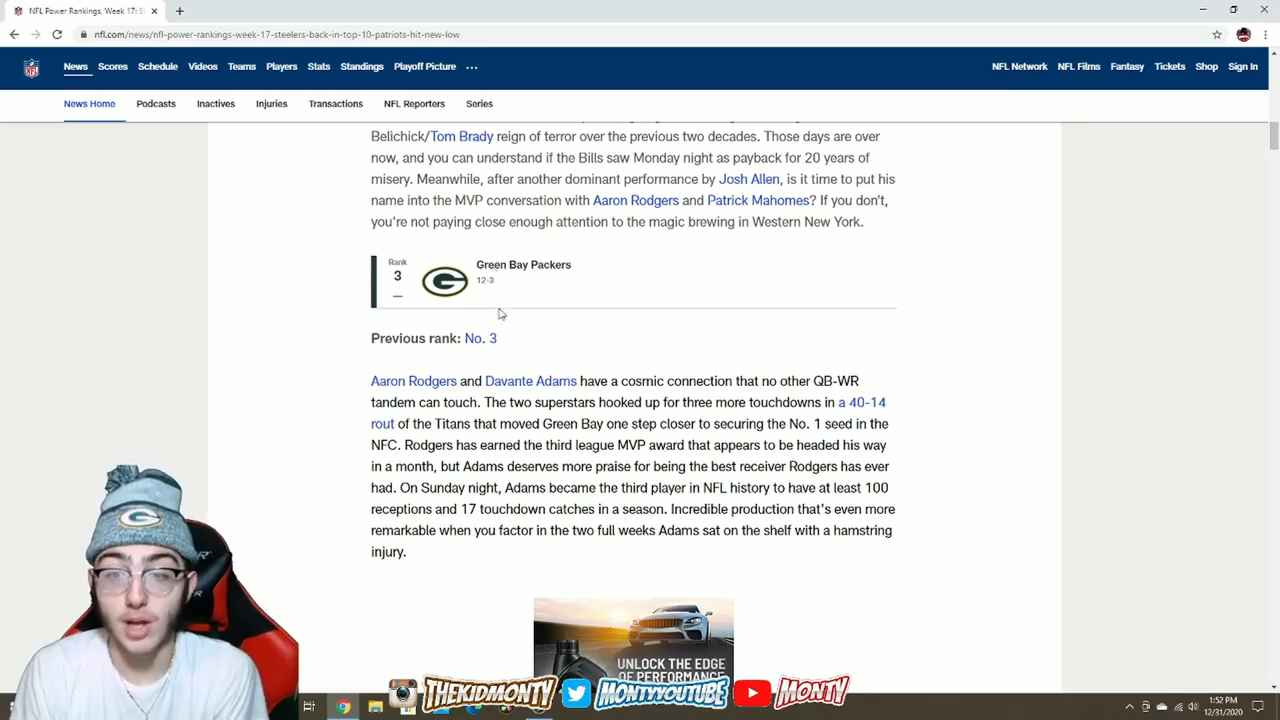 NFL Power Rankings, Week 17: S
nfl.com/news/nfl-power-rankings-week-17-steelers-back-in-top-10-patriots-hit-new-low
NFL
News Scores Schedule Videos Teams Players Stats Standings Playoff Picture ••• NFL Network NFL Films Fantasy Tickets Shop Sign In
News Home Podcasts Inactives Injuries Transactions NFL Reporters Series
Belichick/Tom Brady reign of terror over the previous two decades. Those days are over
now, and you can understand if the Bills saw Monday night as payback for 20 years of
misery. Meanwhile, after another dominant performance by Josh Allen, is it time to put his
name into the MVP conversation with Aaron Rodgers and Patrick Mahomes? If you don't,
you're not paying close enough attention to the magic brewing in Western New York.
Rank
3
—
G
Green Bay Packers
12-3
Previous rank: No. 3
Aaron Rodgers and Davante Adams have a cosmic connection that no other QB-WR
tandem can touch. The two superstars hooked up for three more touchdowns in a 40-14
rout of the Titans that moved Green Bay one step closer to securing the No. 1 seed in the
NFC. Rodgers has earned the third league MVP award that appears to be headed his way
in a month, but Adams deserves more praise for being the best receiver Rodgers has ever
had. On Sunday night, Adams became the third player in NFL history to have at least 100
receptions and 17 touchdown catches in a season. Incredible production that's even more
remarkable when you factor in the two full weeks Adams sat on the shelf with a hamstring
injury.
UNLOCK THE EDGE
OF PERFORMANCE
G
THEKIDMONTY MONTYYOUTUBE MONTY
1:52 PM
12/31/2020